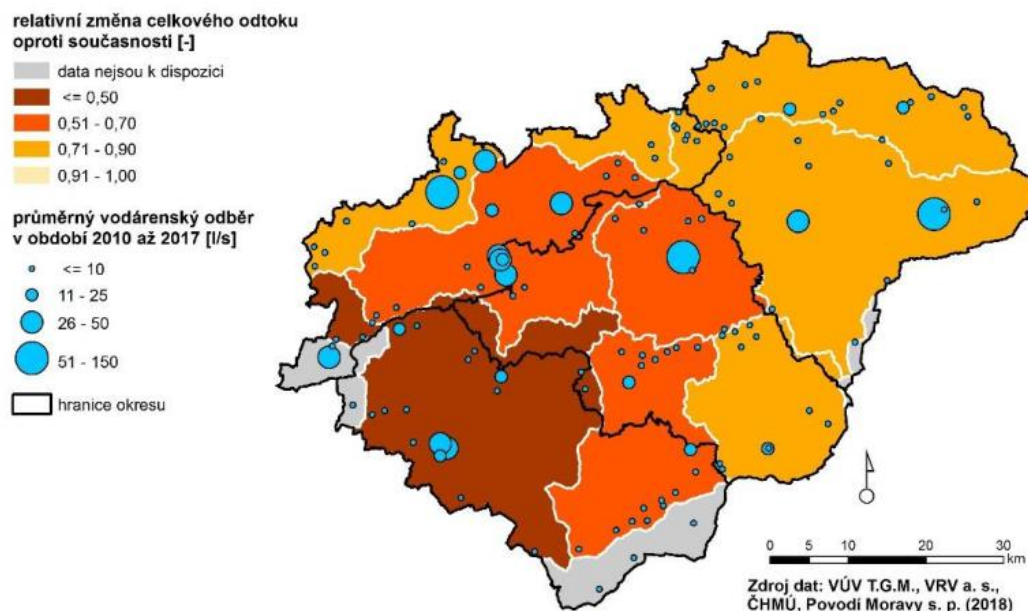 relativní změna celkového odtoku
oproti současnosti [-]
data nejsou k dispozici
<= 0,50
0,51 - 0,70
0,71 - 0,90
0,91 - 1,00
průměrný vodárenský odběr
v období 2010 až 2017 [l/s]
<= 10
11 - 25
26 - 50
51 - 150
hranice okresu
0 10 20 30
km
Zdroj dat: VÚV T.G.M., VRV a. s.,
ČHMÚ, Povodí Moravy s. p. (2018)